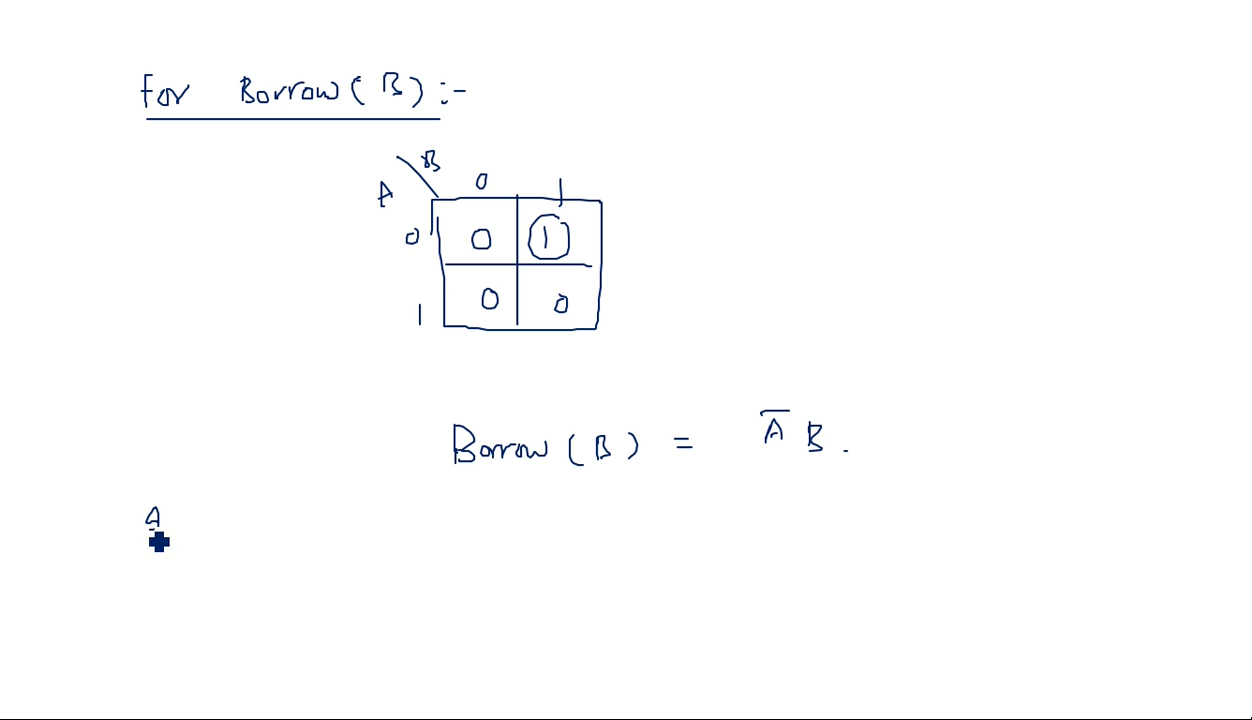 For Borrow(B):-
B
A 0 1
0 0 1
1 0 0
Borrow(B) = A̅ B.
A